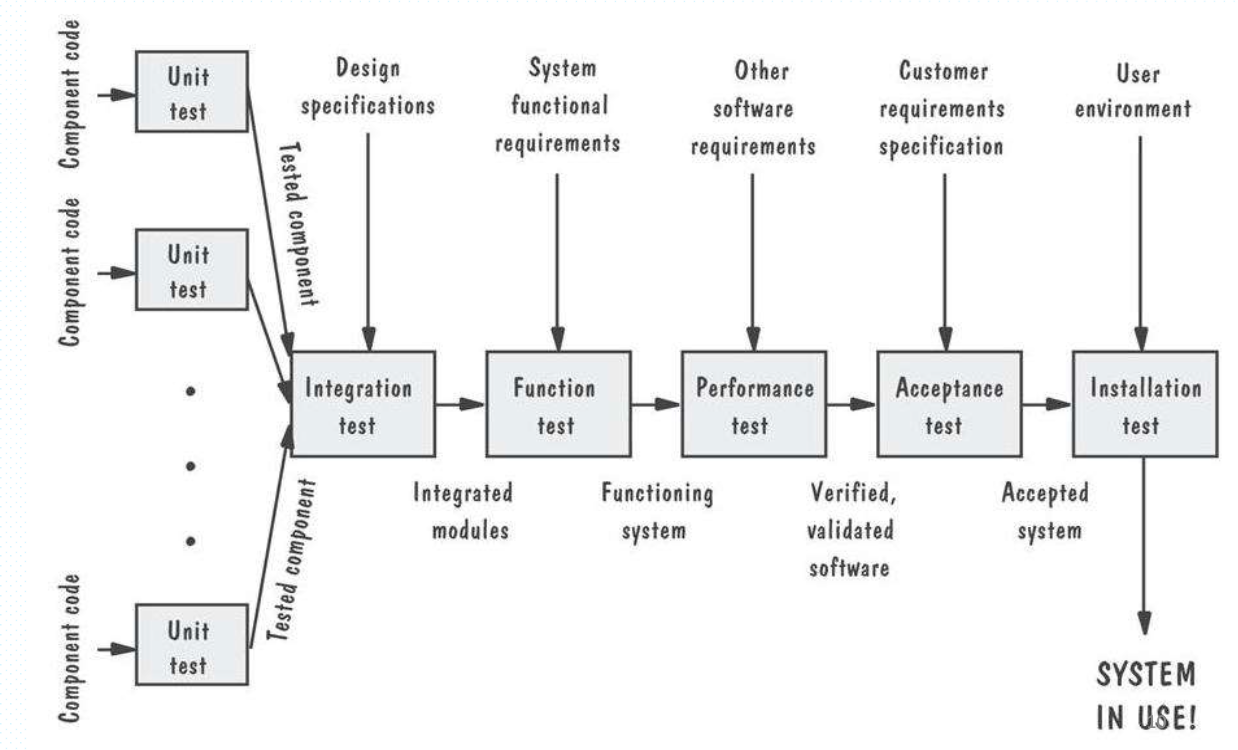 Component code
Unit
test
Tested component
Design
specifications
System
functional
requirements
Other
software
requirements
Customer
requirements
specification
User
environment
Component code
Unit
test
Integration
test
Function
test
Performance
test
Acceptance
test
Installation
test
Integrated
modules
Functioning
system
Verified,
validated
software
Accepted
system
Component code
Unit
test
Tested component
SYSTEM
IN USE!